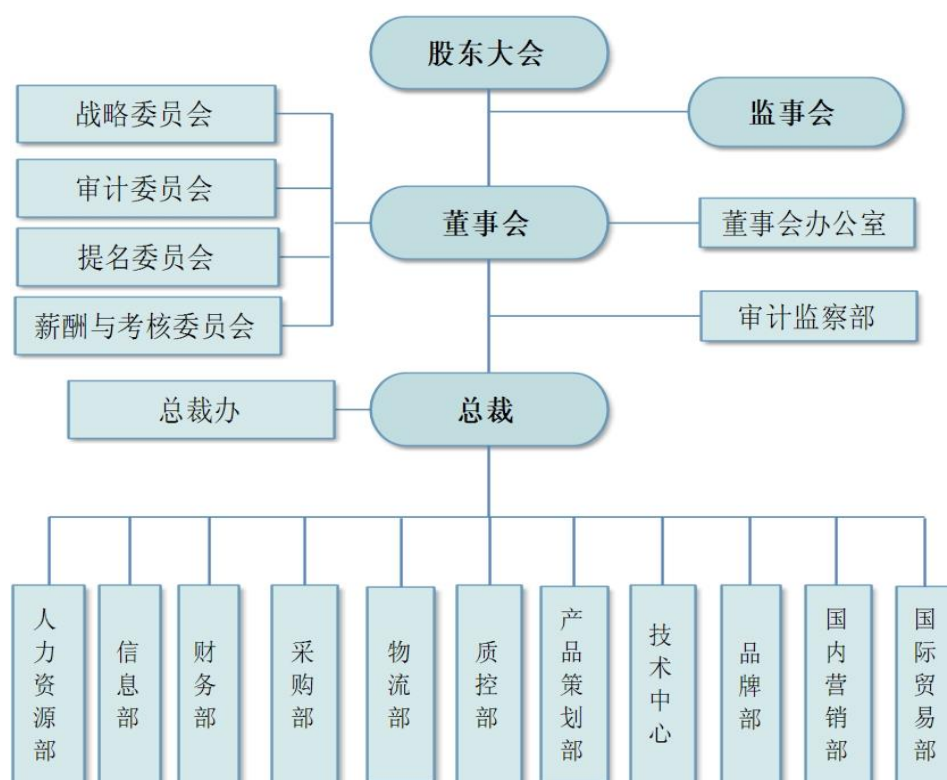 股东大会
监事会
战略委员会
审计委员会
提名委员会
薪酬与考核委员会
董事会
董事会办公室
审计监察部
总裁办
总裁
人力资源部
信息部
财务部
采购部
物流部
质控部
产品策划部
技术中心
品牌部
国内营销部
国际贸易部